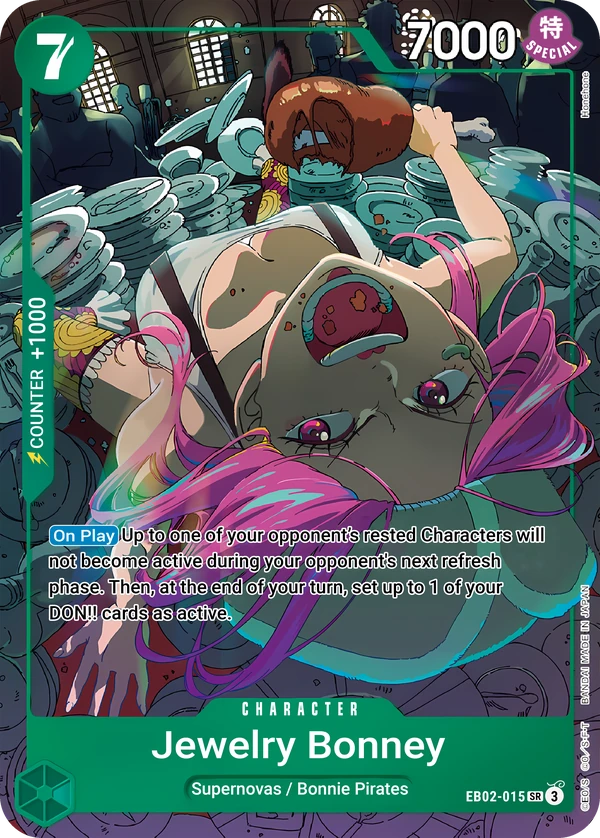 7
7000
特
SPECIAL
Honehone
COUNTER +1000
On Play Up to one of your opponent's rested Characters will
not become active during your opponent's next refresh
phase. Then, at the end of your turn, set up to 1 of your
DON!! cards as active.
©EO/S ©O/S･F･T BANDAI MADE IN JAPAN
CHARACTER
Jewelry Bonney
Supernovas / Bonnie Pirates
EB02-015 SR 3